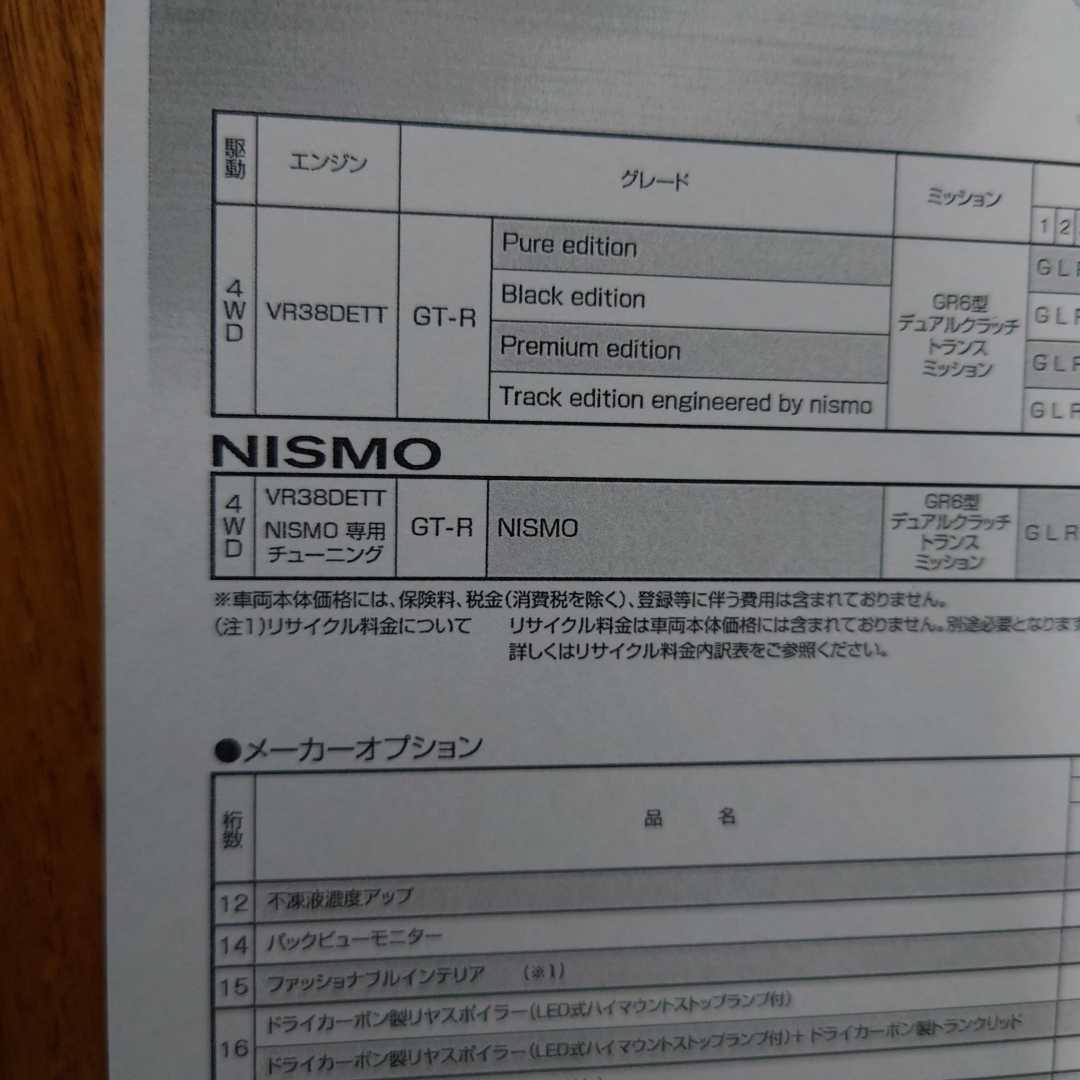 駆動 エンジン グレード ミッション
1 2
4WD VR38DETT GT-R
Pure edition
Black edition
Premium edition
Track edition engineered by nismo
GR6型
デュアルクラッチ
トランス
ミッション
GLR
GLR
GLR
GLR
NISMO
4WD
VR38DETT
NISMO 専用
チューニング
GT-R
NISMO
GR6型
デュアルクラッチ
トランス
ミッション
GLR
※車両本体価格には、保険料、税金(消費税を除く)、登録等に伴う費用は含まれておりません。
(注1)リサイクル料金について リサイクル料金は車両本体価格には含まれておりません。別途必要となります
詳しくはリサイクル料金内訳表をご参照ください。
●メーカーオプション
桁数 品名
12 不凍液濃度アップ
14 バックビューモニター
15 ファッショナブルインテリア (※1)
16 ドライカーボン製リヤスポイラー(LED式ハイマウントストップランプ付)
ドライカーボン製リヤスポイラー(LED式ハイマウントストップランプ付)+ドライカーボン製トランクリッド